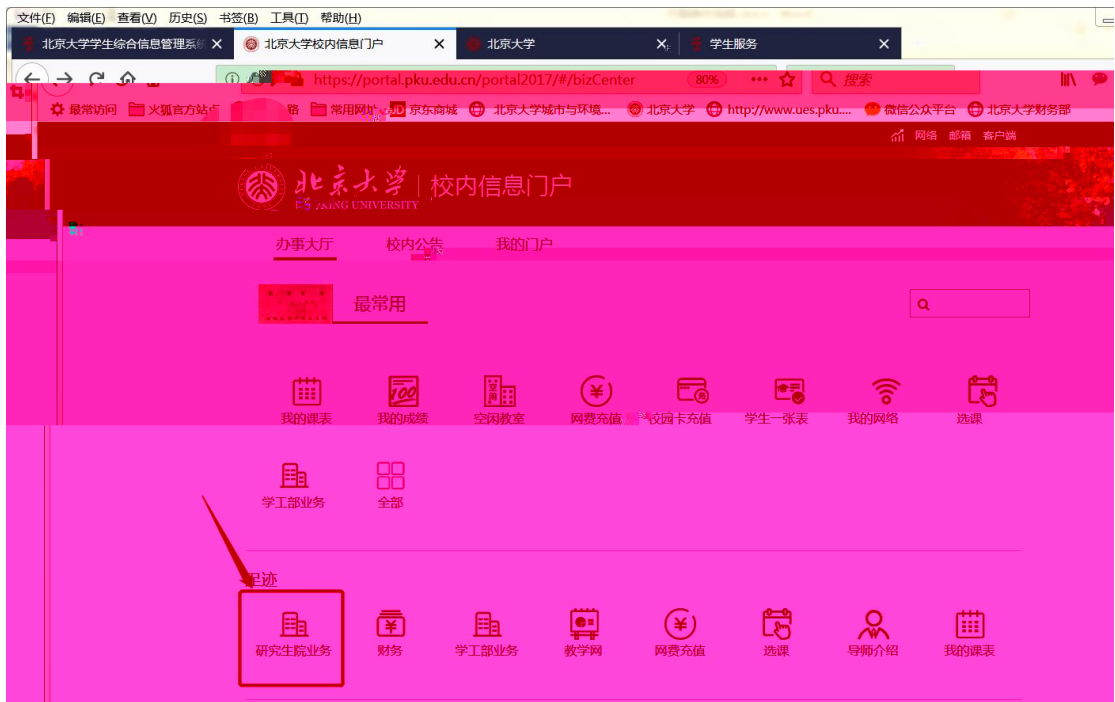 文件(F) 编辑(E) 查看(V) 历史(S) 书签(B) 工具(T) 帮助(H)
北京大学学生综合信息管理系统 北京大学校内信息门户 北京大学 学生服务
https://portal.pku.edu.cn/portal2017/#/bizCenter 80% 搜索
最常访问 火狐官方站点 路 常用网址 JD 京东商城 北京大学城市与环境... 北京大学 http://www.ues.pku.... 微信公众平台 北京大学财务部
网络 邮箱 客户端
北京大学 校内信息门户
UNIVERSITY
办事大厅 校内公告 我的门户
最常用
我的课表 我的成绩 空闲教室 网费充值 校园卡充值 学生一张表 我的网络 选课
学工部业务 全部
足迹
研究生院业务 财务 学工部业务 教学网 网费充值 选课 导师介绍 我的课表